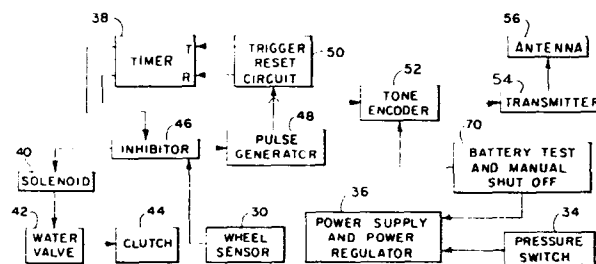 38
TIMER
T
R
TRIGGER
RESET
CIRCUIT
50
52
TONE
ENCODER
56
ANTENNA
54
TRANSMITTER
46
INHIBITOR
48
PULSE
GENERATOR
70
BATTERY TEST
AND MANUAL
SHUT OFF
40
SOLENOID
42
WATER
VALVE
44
CLUTCH
30
WHEEL
SENSOR
36
POWER SUPPLY
AND POWER
REGULATOR
34
PRESSURE
SWITCH